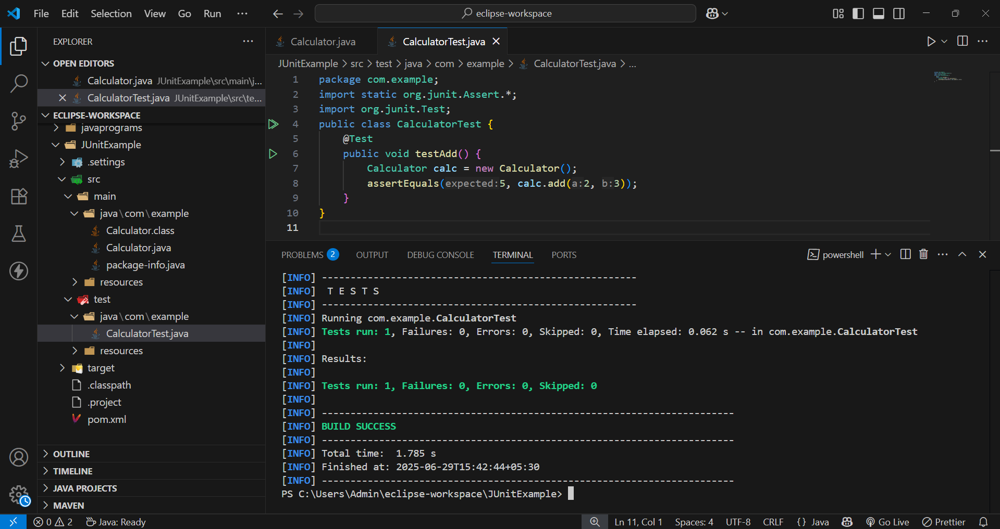 File Edit Selection View Go Run ··· eclipse-workspace
EXPLORER ···
OPEN EDITORS
Calculator.java JUnitExample\src\main\j...
CalculatorTest.java JUnitExample\src\te...
ECLIPSE-WORKSPACE
javaprograms
JUnitExample
.settings
src
main
java\com\example
Calculator.class
Calculator.java
package-info.java
resources
test
java\com\example
CalculatorTest.java
resources
target
.classpath
.project
pom.xml
OUTLINE
TIMELINE
JAVA PROJECTS
MAVEN
Calculator.java CalculatorTest.java
JUnitExample > src > test > java > com > example > CalculatorTest.java > ...
1 package com.example;
2 import static org.junit.Assert.*;
3 import org.junit.Test;
4 public class CalculatorTest {
5 @Test
6 public void testAdd() {
7 Calculator calc = new Calculator();
8 assertEquals(expected:5, calc.add(a:2, b:3));
9 }
10 }
11
PROBLEMS 2 OUTPUT DEBUG CONSOLE TERMINAL PORTS powershell
[INFO] -------------------------------------------------------
[INFO] T E S T S
[INFO] -------------------------------------------------------
[INFO] Running com.example.CalculatorTest
[INFO] Tests run: 1, Failures: 0, Errors: 0, Skipped: 0, Time elapsed: 0.062 s -- in com.example.CalculatorTest
[INFO]
[INFO] Results:
[INFO]
[INFO] Tests run: 1, Failures: 0, Errors: 0, Skipped: 0
[INFO]
[INFO] ------------------------------------------------------------------------
[INFO] BUILD SUCCESS
[INFO] ------------------------------------------------------------------------
[INFO] Total time:  1.785 s
[INFO] Finished at: 2025-06-29T15:42:44+05:30
[INFO] ------------------------------------------------------------------------
PS C:\Users\Admin\eclipse-workspace\JUnitExample>
0 2 Java: Ready Ln 11, Col 1 Spaces: 4 UTF-8 CRLF {} Java Go Live Prettier